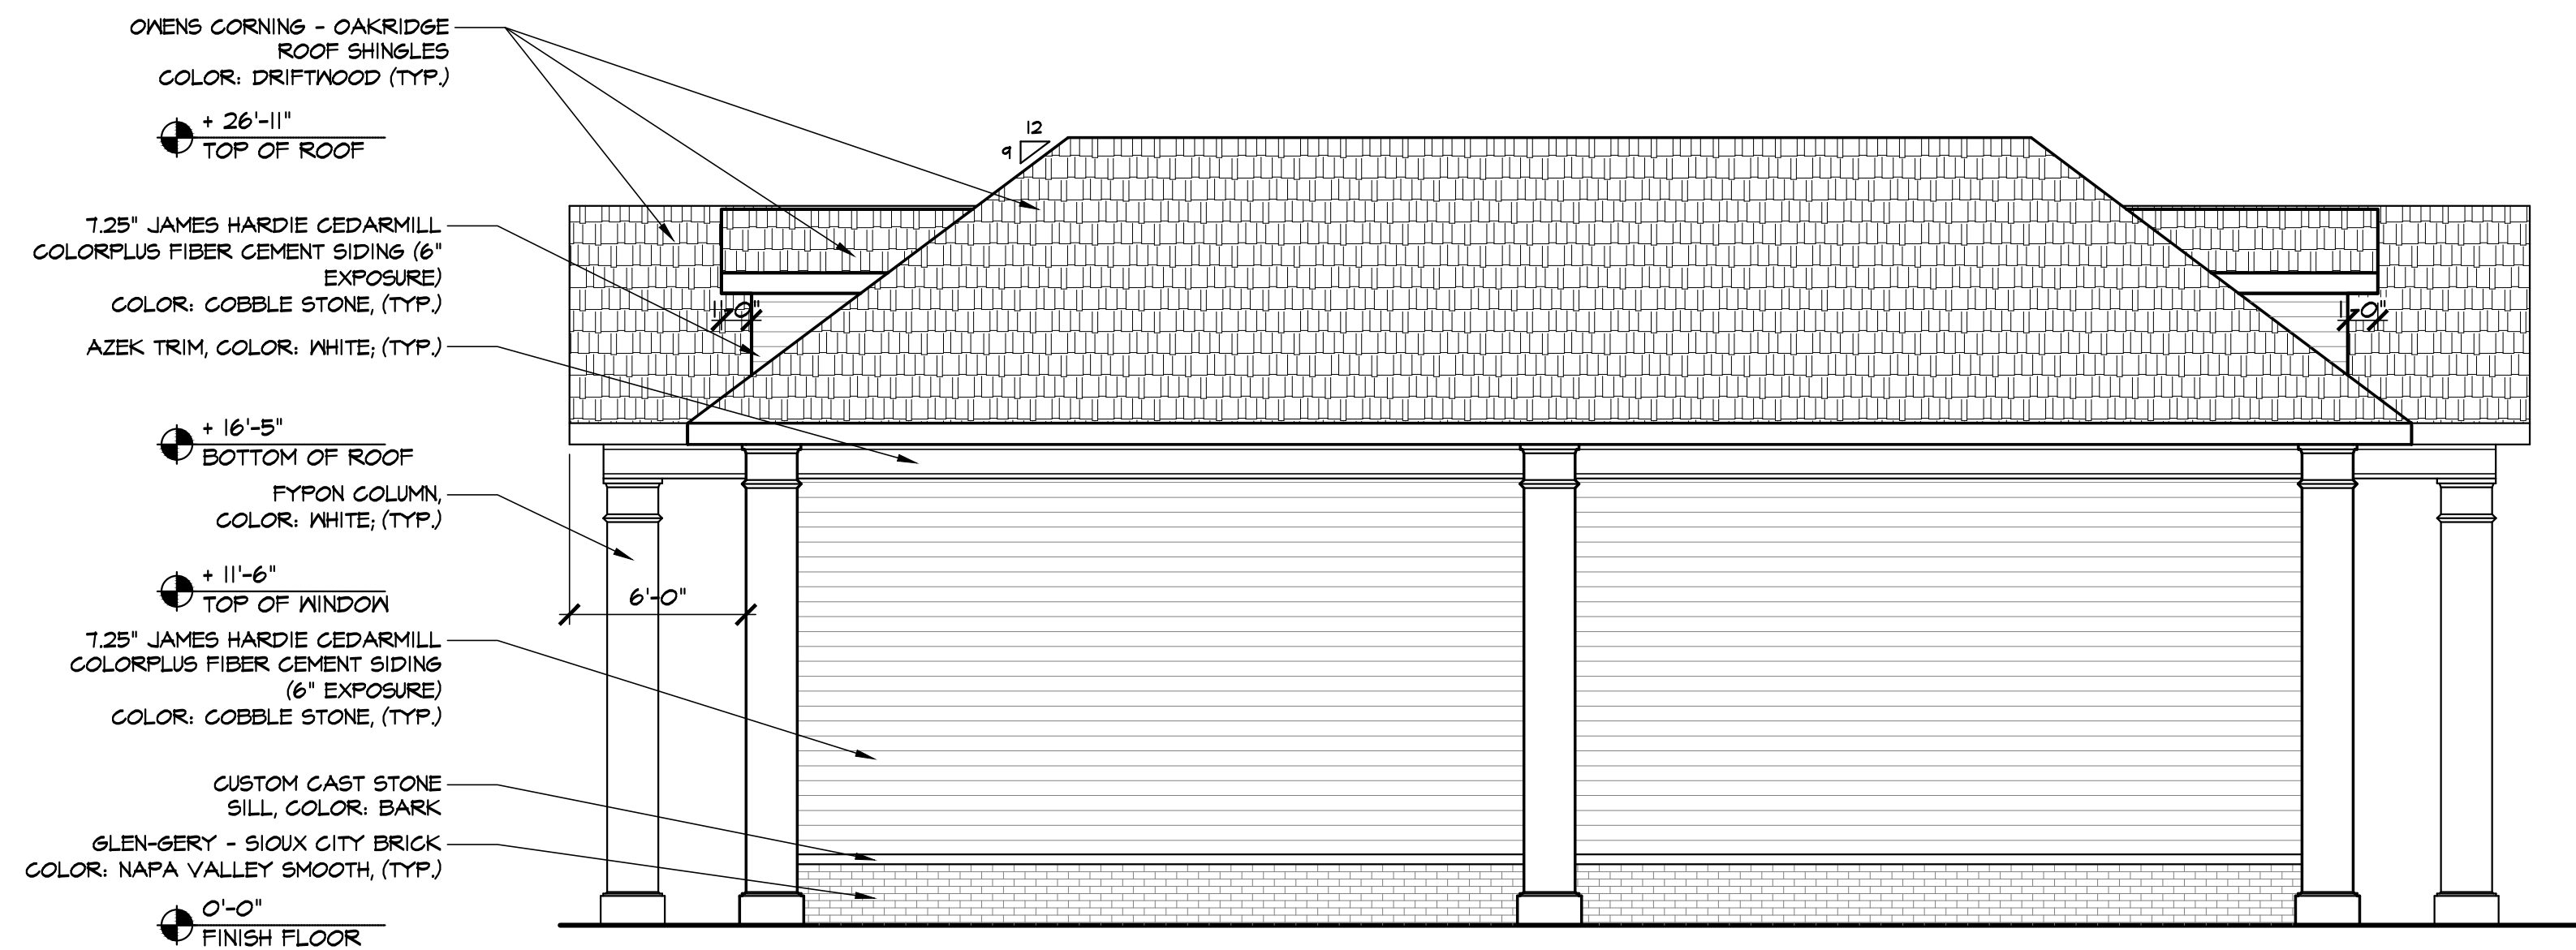 OWENS CORNING - OAKRIDGE
ROOF SHINGLES
COLOR: DRIFTWOOD (TYP.)
+ 26'-11"
TOP OF ROOF
12
9
7.25" JAMES HARDIE CEDARMILL
COLORPLUS FIBER CEMENT SIDING (6"
EXPOSURE)
COLOR: COBBLE STONE, (TYP.)
1'-0"
1'-0"
AZEK TRIM, COLOR: WHITE; (TYP.)
+ 16'-5"
BOTTOM OF ROOF
FYPON COLUMN,
COLOR: WHITE; (TYP.)
+ 11'-6"
TOP OF WINDOW
6'-0"
7.25" JAMES HARDIE CEDARMILL
COLORPLUS FIBER CEMENT SIDING
(6" EXPOSURE)
COLOR: COBBLE STONE, (TYP.)
CUSTOM CAST STONE
SILL, COLOR: BARK
GLEN-GERY - SIOUX CITY BRICK
COLOR: NAPA VALLEY SMOOTH, (TYP.)
0'-0"
FINISH FLOOR